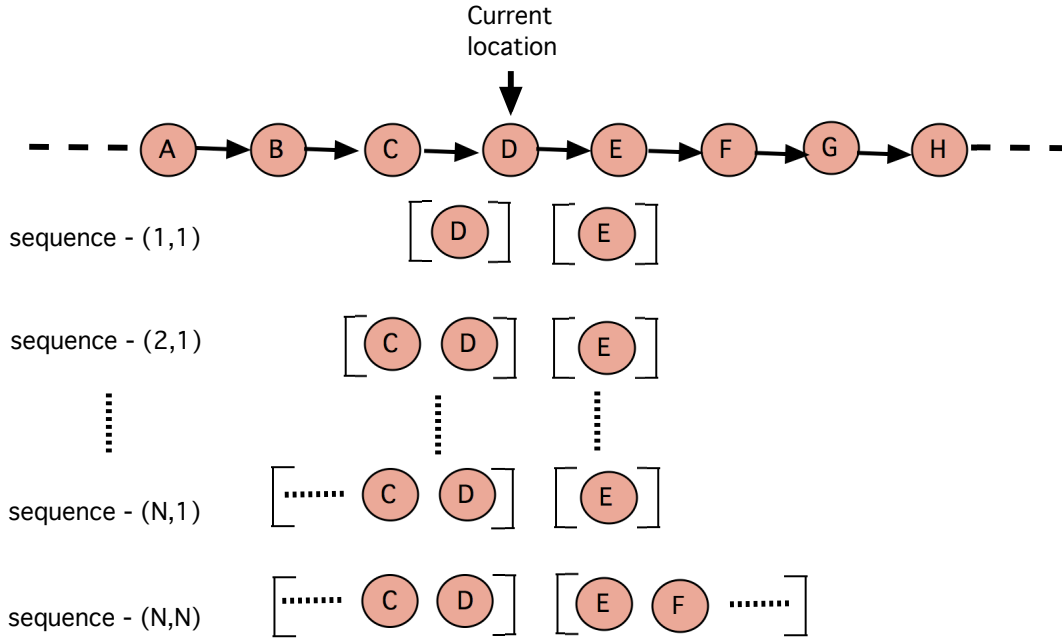 Current
location
A B C D E F G H
sequence - (1,1) [ D ] [ E ]
sequence - (2,1) [ C D ] [ E ]
sequence - (N,1) [ C D ] [ E ]
sequence - (N,N) [ C D ] [ E F ]